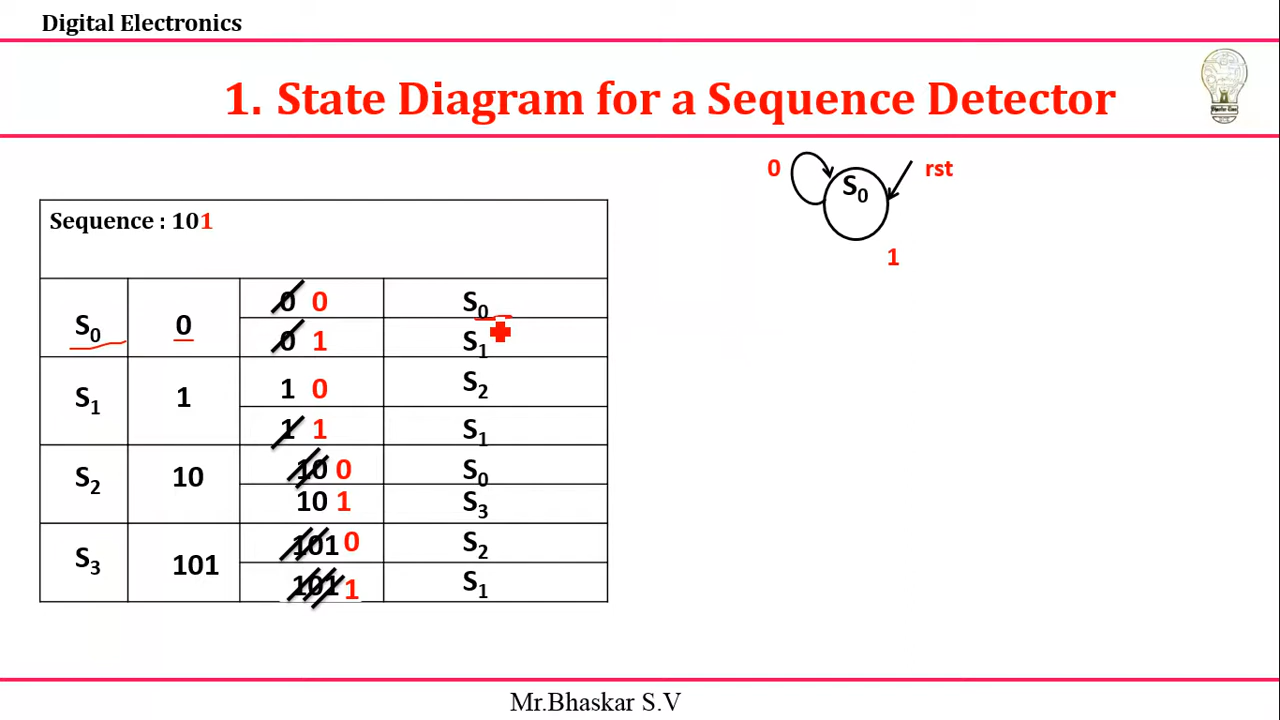 Digital Electronics
1. State Diagram for a Sequence Detector
Sequence : 101
S₀ 0 0 0 S₀
0 1 S₁
S₁ 1 1 0 S₂
1 1 S₁
S₂ 10 10 0 S₀
10 1 S₃
S₃ 101 101 0 S₂
101 1 S₁
0 S₀ rst
1
Mr.Bhaskar S.V